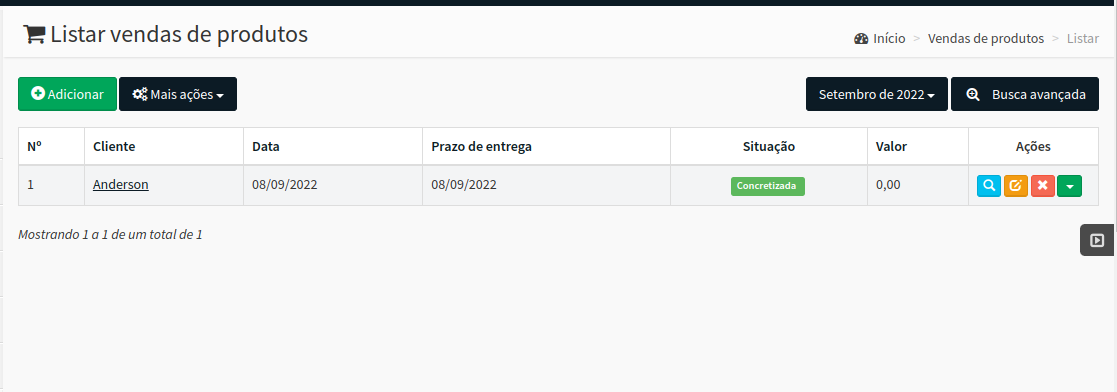 Listar vendas de produtos
Início > Vendas de produtos > Listar
Adicionar Mais ações Setembro de 2022 Busca avançada
Nº Cliente Data Prazo de entrega Situação Valor Ações
1 Anderson 08/09/2022 08/09/2022 Concretizada 0,00
Mostrando 1 a 1 de um total de 1